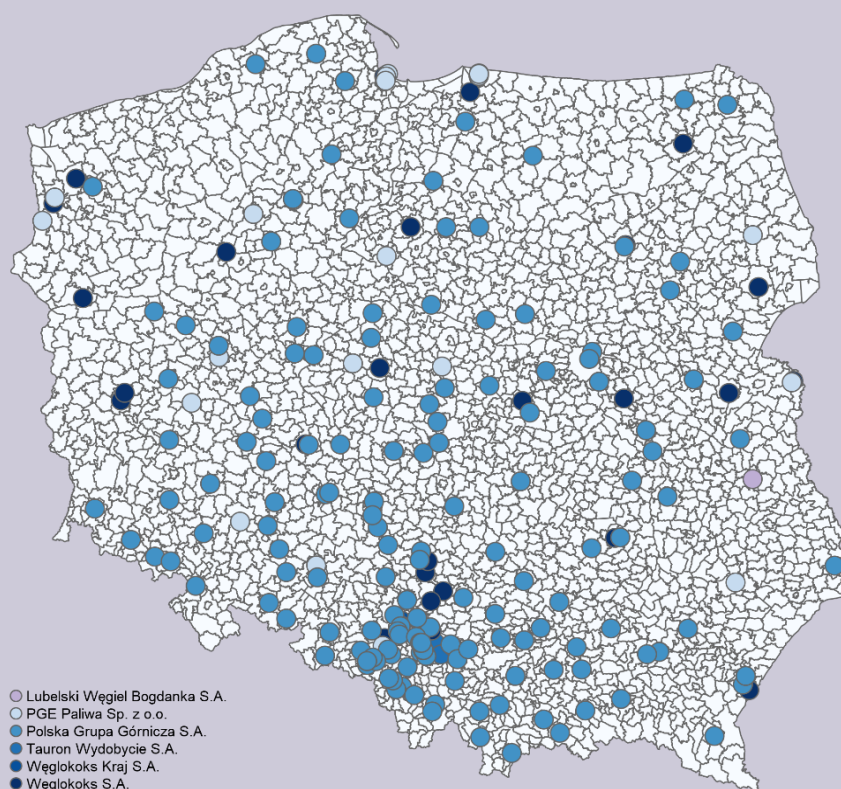 Lubelski Węgiel Bogdanka S.A.
PGE Paliwa Sp. z o.o.
Polska Grupa Górnicza S.A.
Tauron Wydobycie S.A.
Węglokoks Kraj S.A.
Węglokoks S.A.